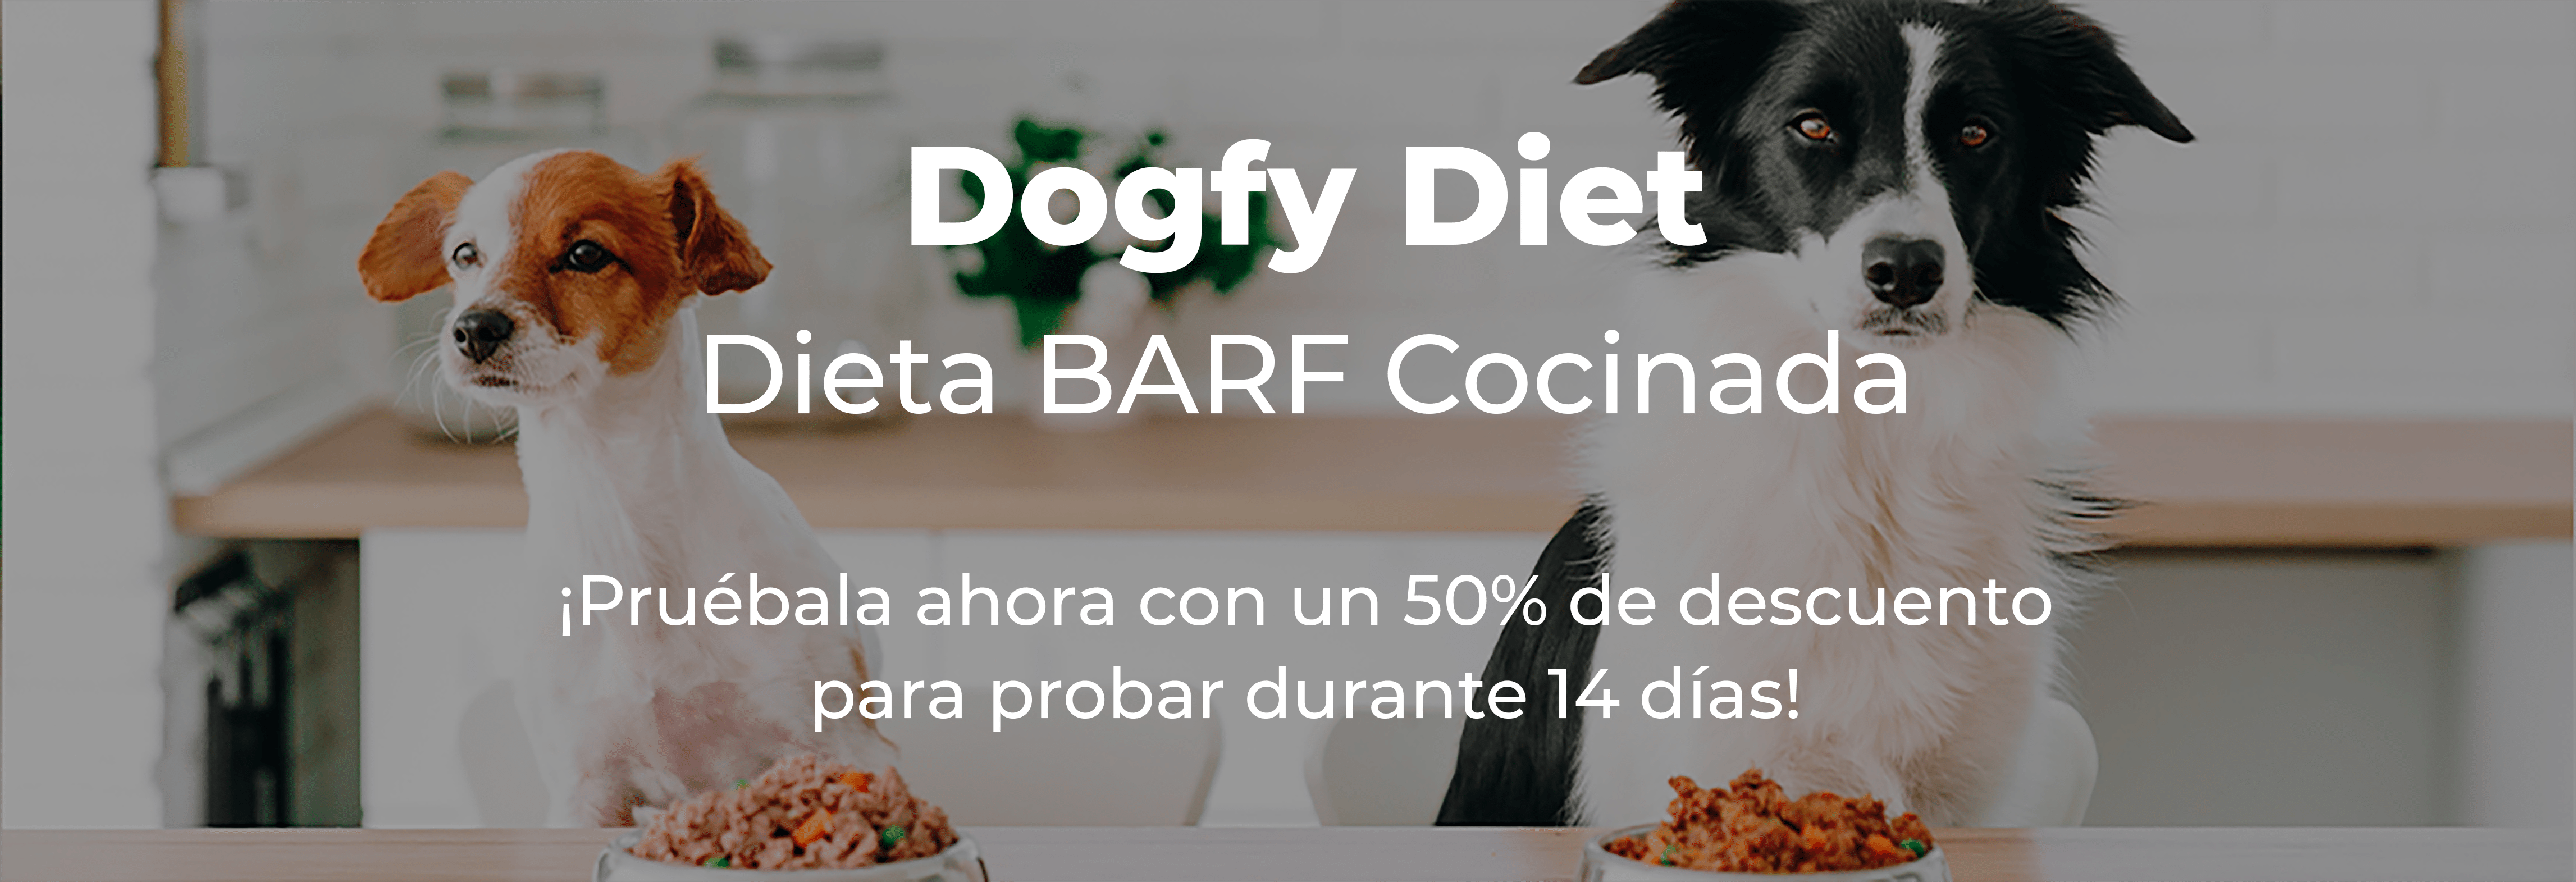 Dogfy Diet
Dieta BARF Cocinada
¡Pruébala ahora con un 50% de descuento
para probar durante 14 días!